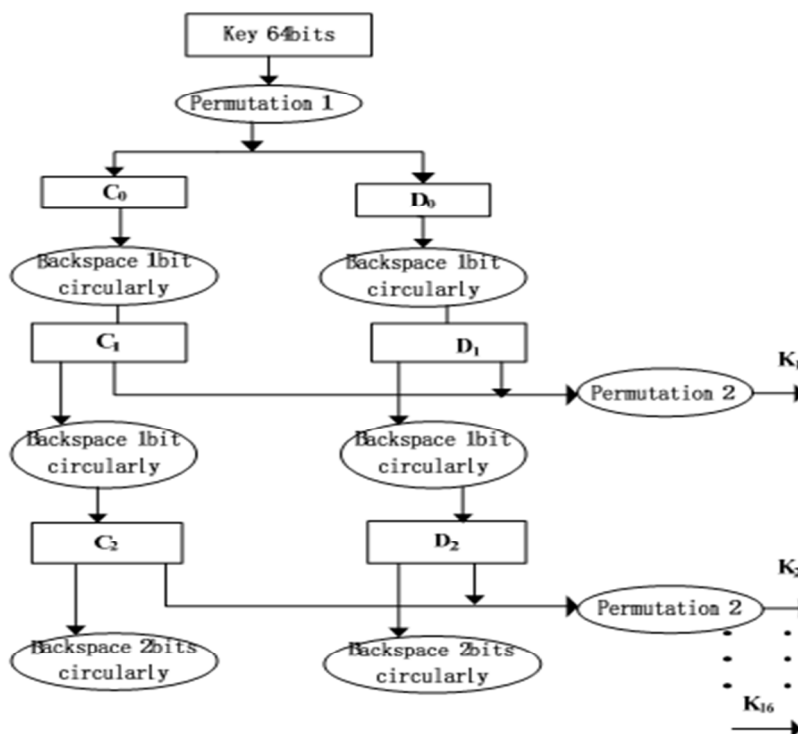 Key 64bits
Permutation 1
C₀
D₀
Backspace 1bit
circularly
Backspace 1bit
circularly
C₁
D₁
K₁
Permutation 2
Backspace 1bit
circularly
Backspace 1bit
circularly
C₂
D₂
K₂
Permutation 2
Backspace 2bits
circularly
Backspace 2bits
circularly
K₁₆